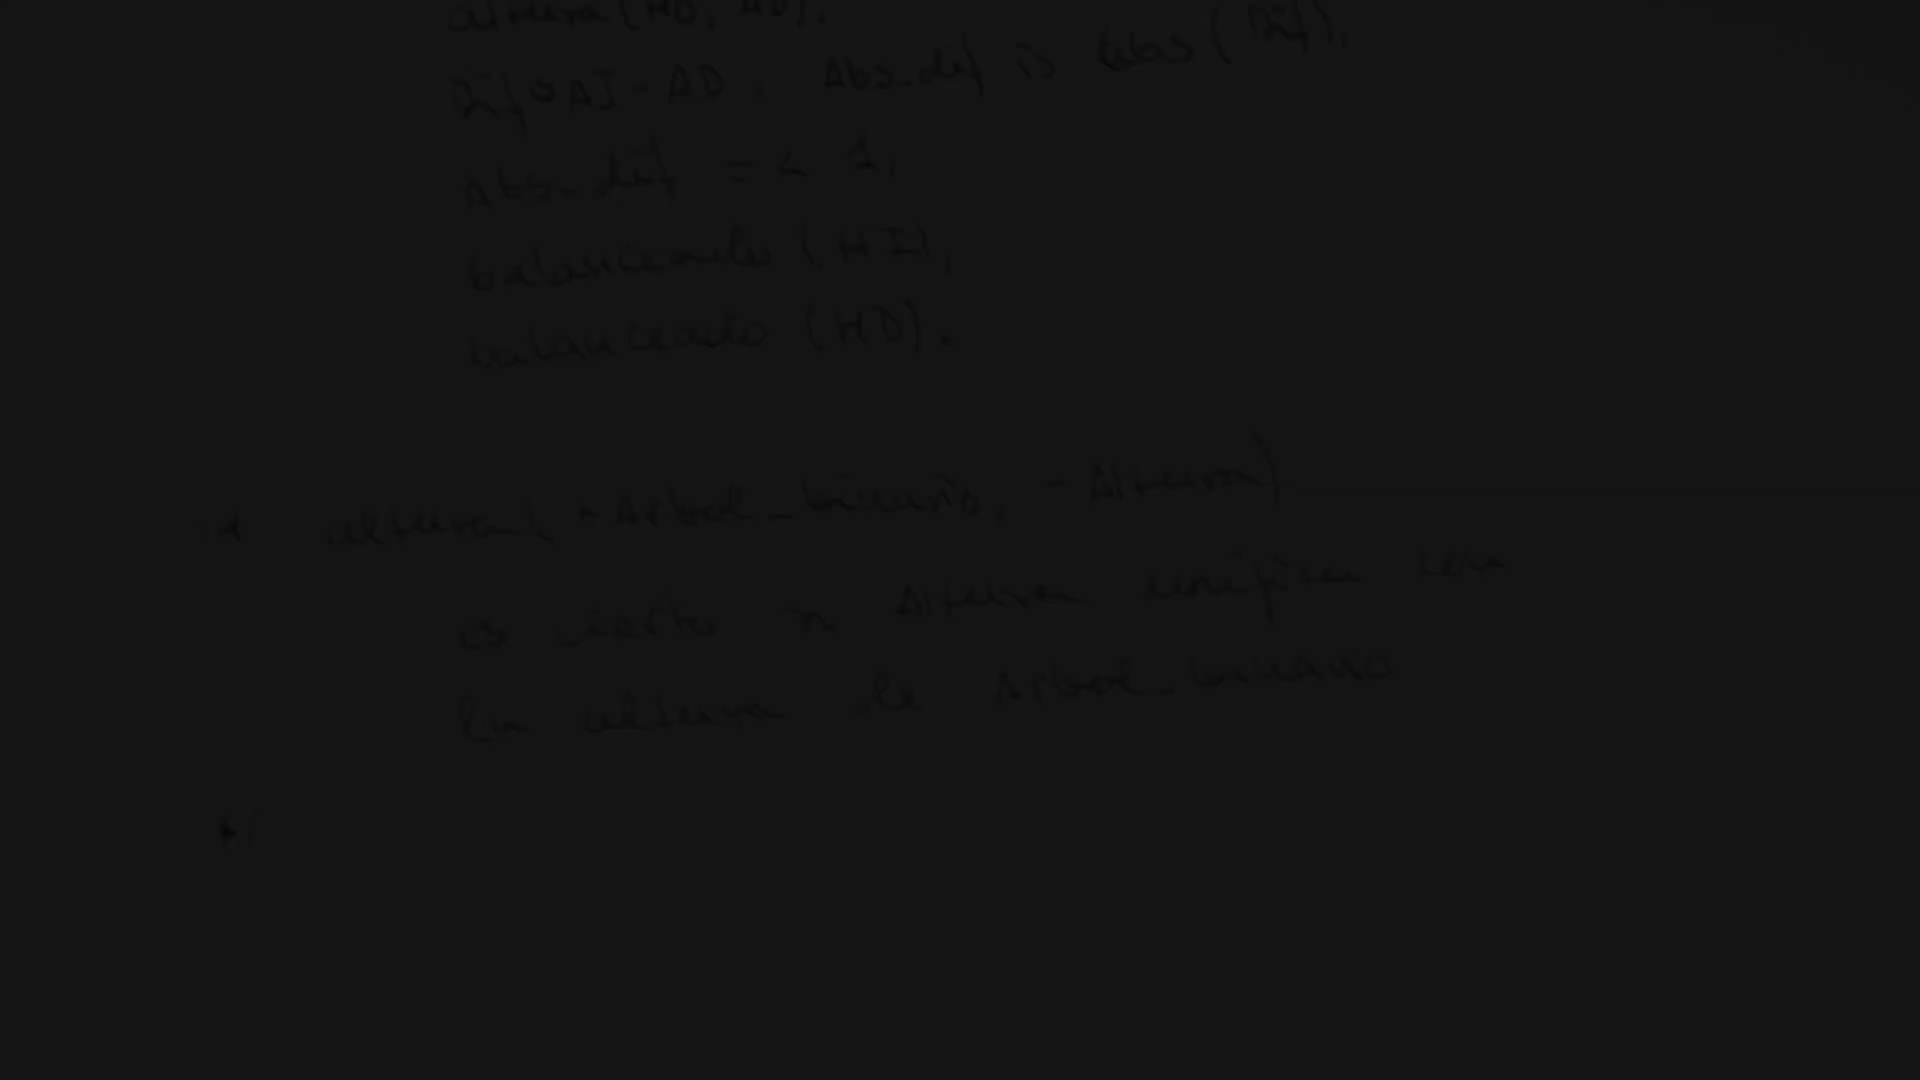 altura(HD, AD),
Dif is AI - AD, Abs_dif is abs(Dif),
Abs_dif =< 1,
balanceado(HI),
balanceado(HD).
altura(+Arbol_binario, -Altura)
es cierto si Altura unifica con
la altura de Arbol_binario